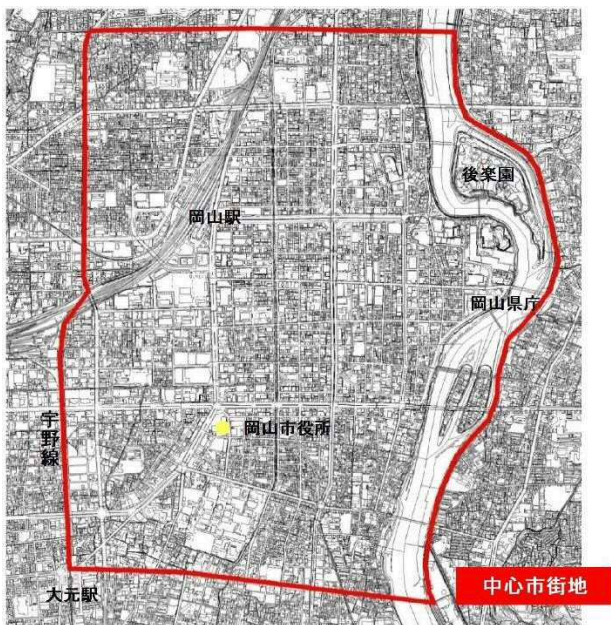 後楽園
岡山駅
岡山県庁
宇野線
岡山市役所
中心市街地
大元駅